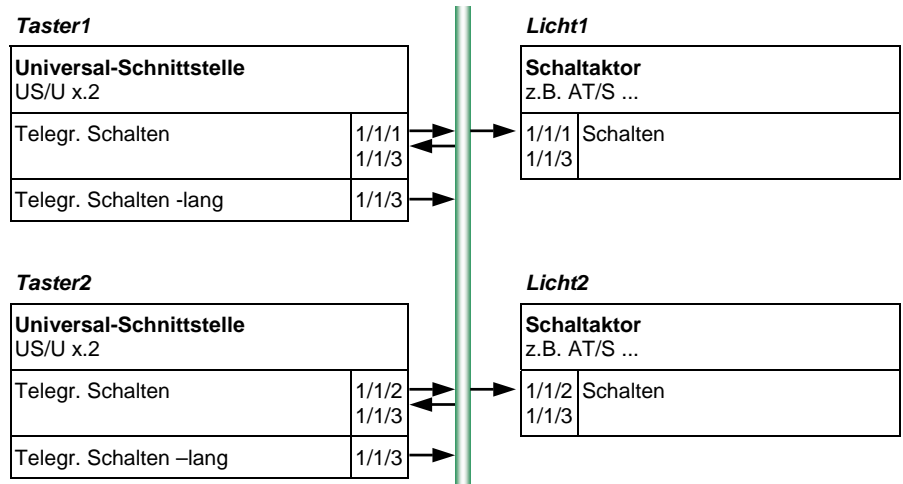 Taster1
Universal-Schnittstelle
US/U x.2
Telegr. Schalten 1/1/1
1/1/3
Telegr. Schalten -lang 1/1/3
Licht1
Schaltaktor
z.B. AT/S ...
1/1/1 Schalten
1/1/3
Taster2
Universal-Schnittstelle
US/U x.2
Telegr. Schalten 1/1/2
1/1/3
Telegr. Schalten –lang 1/1/3
Licht2
Schaltaktor
z.B. AT/S ...
1/1/2 Schalten
1/1/3